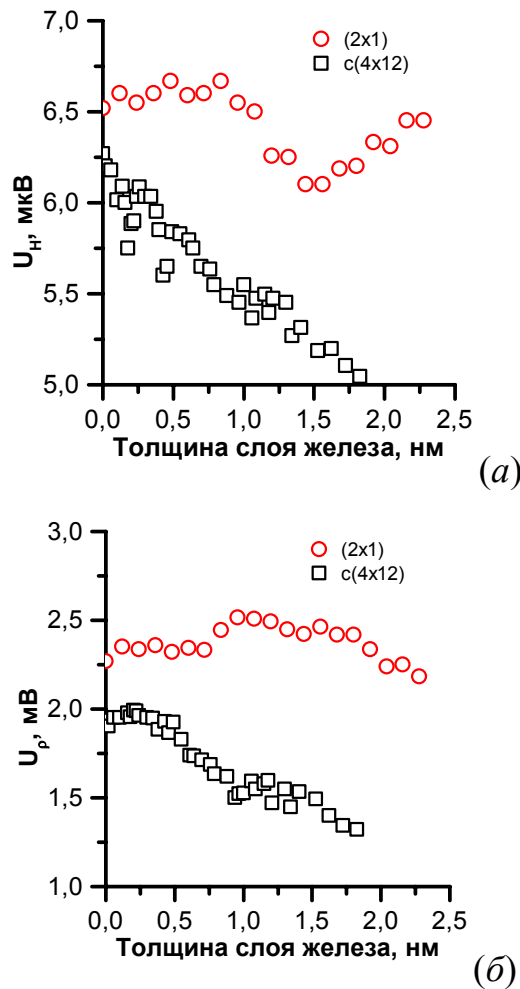 7,0
6,5
6,0
5,5
5,0
U_H, мкВ
(2x1)
c(4x12)
0,0 0,5 1,0 1,5 2,0 2,5
Толщина слоя железа, нм
(а)
3,0
2,5
2,0
1,5
1,0
U_ρ, мВ
(2x1)
c(4x12)
0,0 0,5 1,0 1,5 2,0 2,5
Толщина слоя железа, нм
(б)